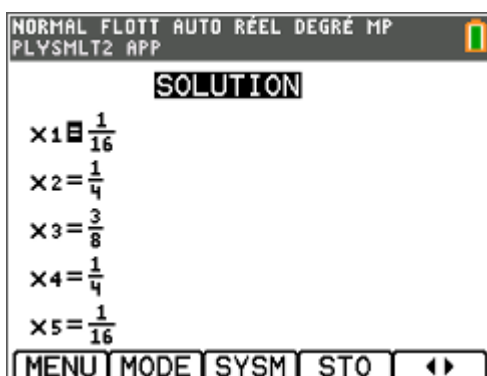 NORMAL FLOTT AUTO RÉEL DEGRÉ MP
PLYSMLT2 APP
SOLUTION
x1=1/16
x2=1/4
x3=3/8
x4=1/4
x5=1/16
MENU MODE SYSM STO ◂▸